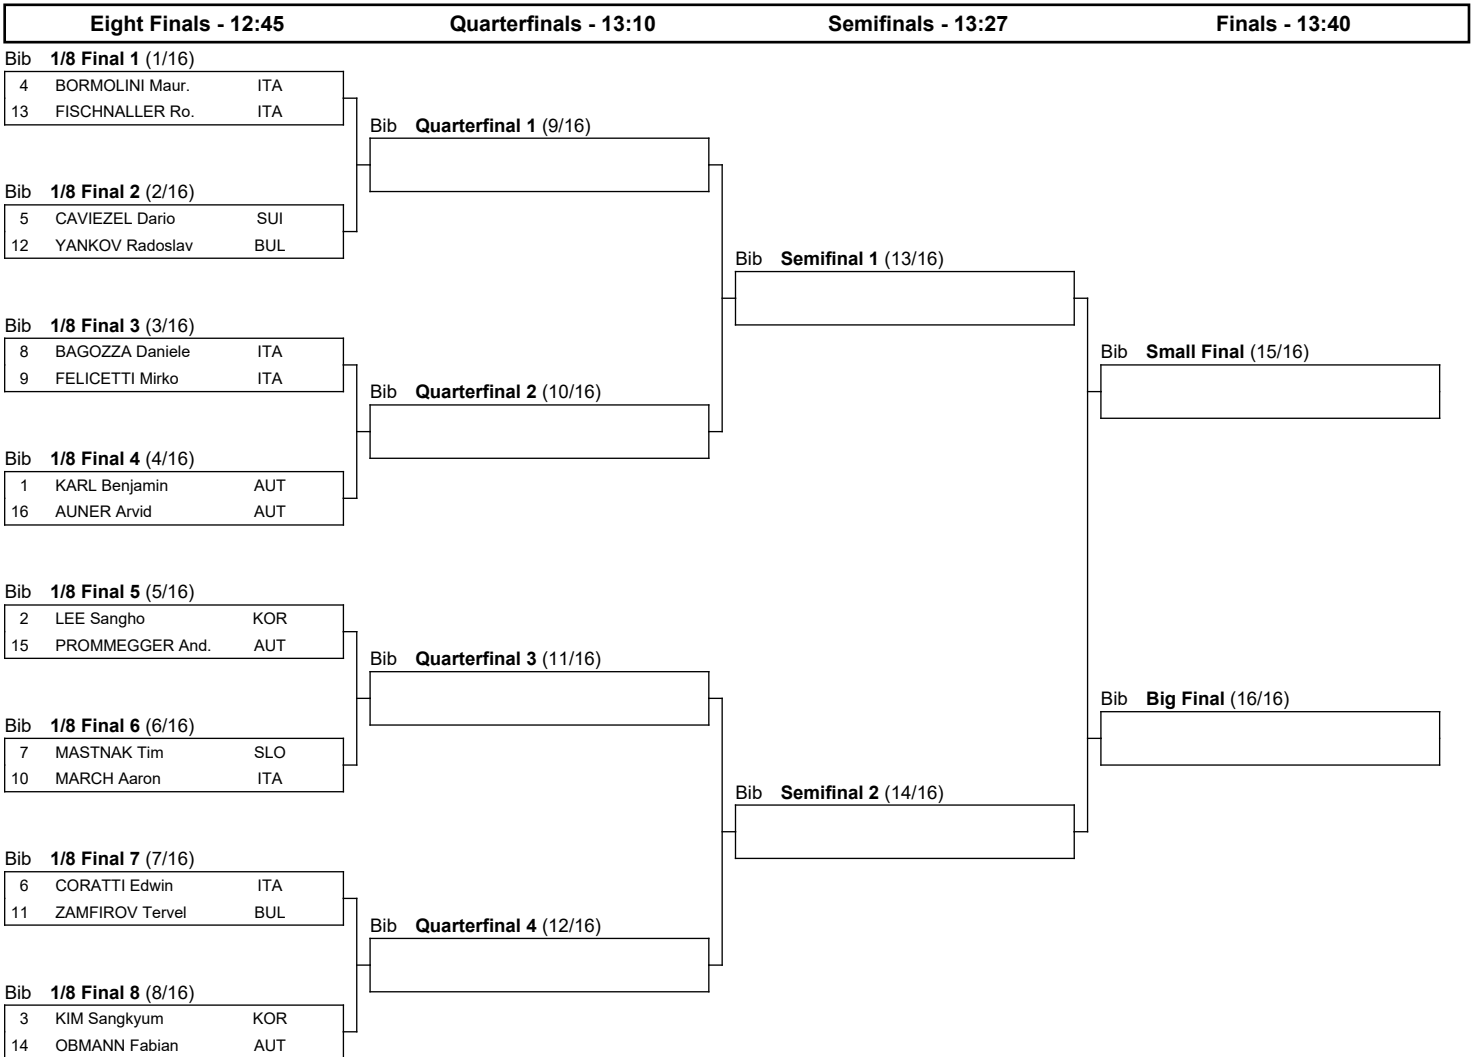 Eight Finals - 12:45 Quarterfinals - 13:10 Semifinals - 13:27 Finals - 13:40
Bib 1/8 Final 1 (1/16)
4 BORMOLINI Maur. ITA
13 FISCHNALLER Ro. ITA
Bib Quarterfinal 1 (9/16)
Bib 1/8 Final 2 (2/16)
5 CAVIEZEL Dario SUI
12 YANKOV Radoslav BUL
Bib Semifinal 1 (13/16)
Bib 1/8 Final 3 (3/16)
8 BAGOZZA Daniele ITA
9 FELICETTI Mirko ITA
Bib Small Final (15/16)
Bib Quarterfinal 2 (10/16)
Bib 1/8 Final 4 (4/16)
1 KARL Benjamin AUT
16 AUNER Arvid AUT
Bib 1/8 Final 5 (5/16)
2 LEE Sangho KOR
15 PROMMEGGER And. AUT
Bib Quarterfinal 3 (11/16)
Bib Big Final (16/16)
Bib 1/8 Final 6 (6/16)
7 MASTNAK Tim SLO
10 MARCH Aaron ITA
Bib Semifinal 2 (14/16)
Bib 1/8 Final 7 (7/16)
6 CORATTI Edwin ITA
11 ZAMFIROV Tervel BUL
Bib Quarterfinal 4 (12/16)
Bib 1/8 Final 8 (8/16)
3 KIM Sangkyum KOR
14 OBMANN Fabian AUT